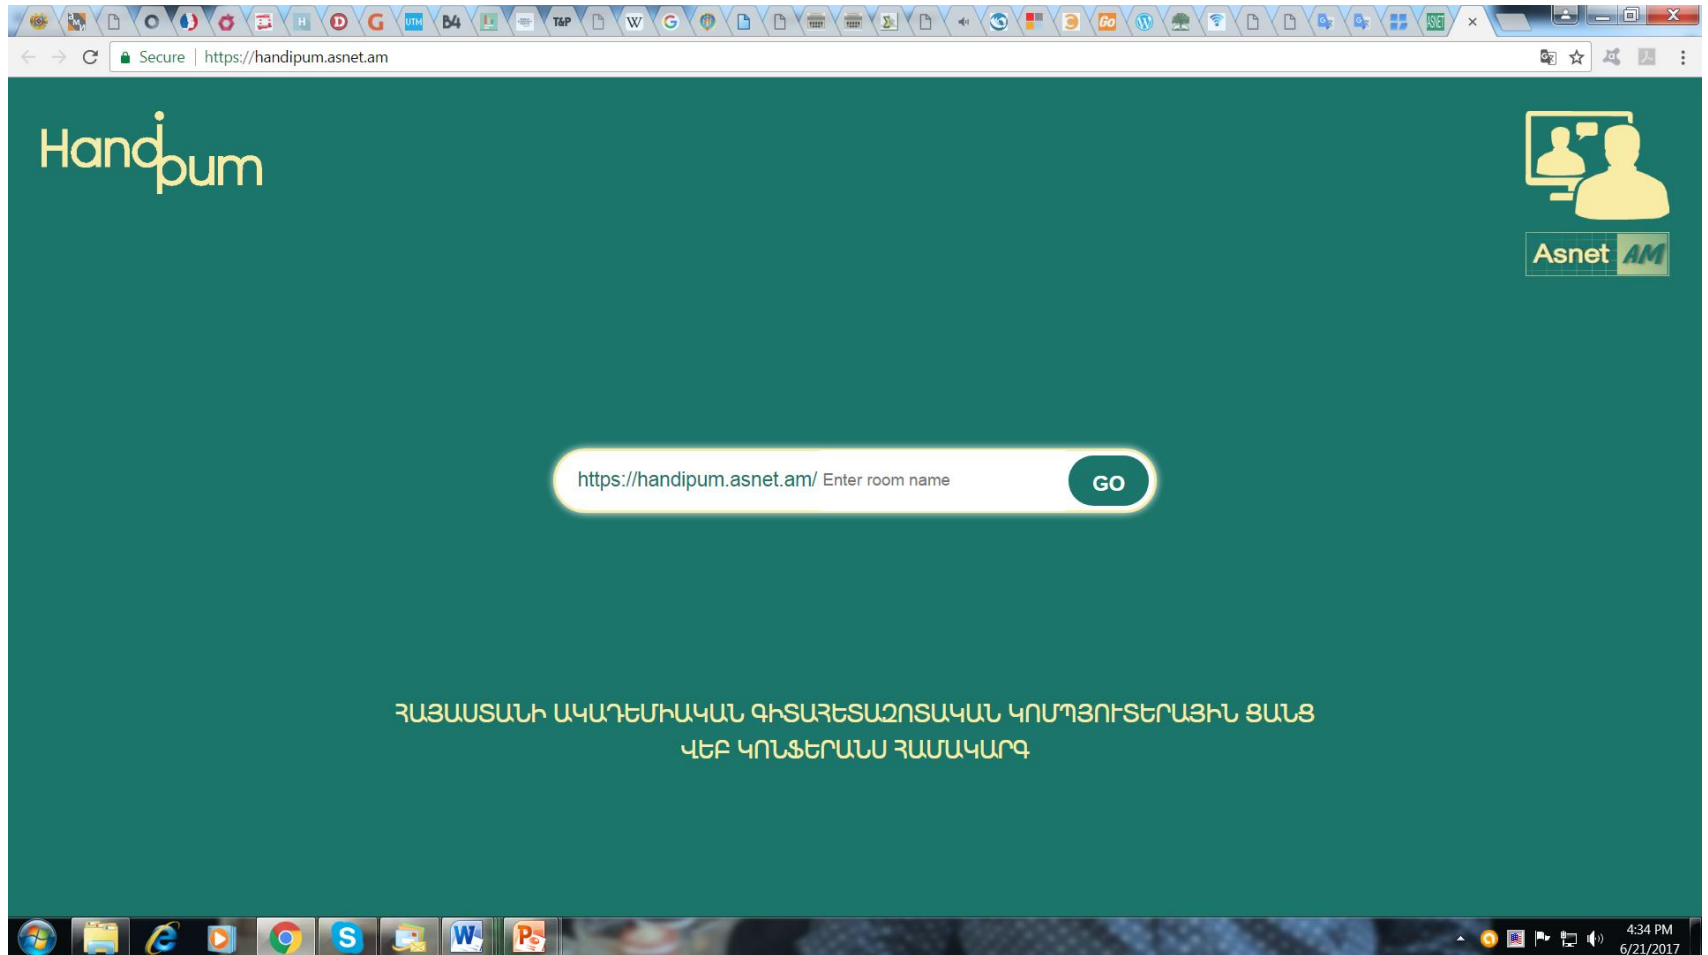 Secure https://handipum.asnet.am
Handipum
Asnet AM
https://handipum.asnet.am/ Enter room name GO
ՀԱՅԱՍՏԱՆԻ ԱԿԱԴԵՄԻԱԿԱՆ ԳԻՏԱՀԵՏԱԶՈՏԱԿԱՆ ԿՈՄՊՅՈՒՏԵՐԱՅԻՆ ՑԱՆՑ
ՎԵԲ ԿՈՆՖԵՐԱՆՍ ՀԱՄԱԿԱՐԳ
4:34 PM
6/21/2017